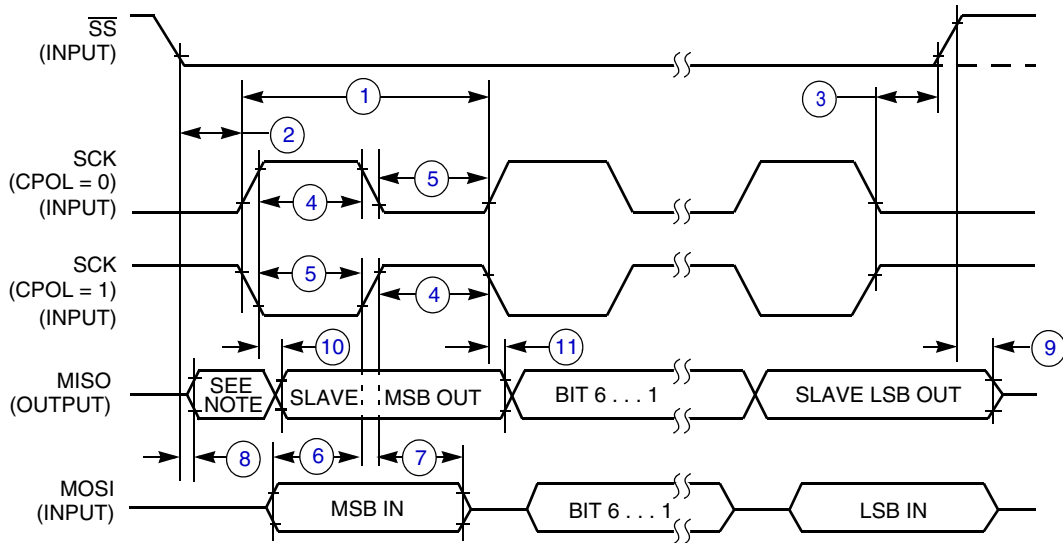 SS
(INPUT)
1
3
2
SCK
(CPOL = 0)
(INPUT)
4
5
SCK
(CPOL = 1)
(INPUT)
5
4
10
11
9
MISO
(OUTPUT)
SEE
NOTE
SLAVE
MSB OUT
BIT 6 . . . 1
SLAVE LSB OUT
8
6
7
MOSI
(INPUT)
MSB IN
BIT 6 . . . 1
LSB IN